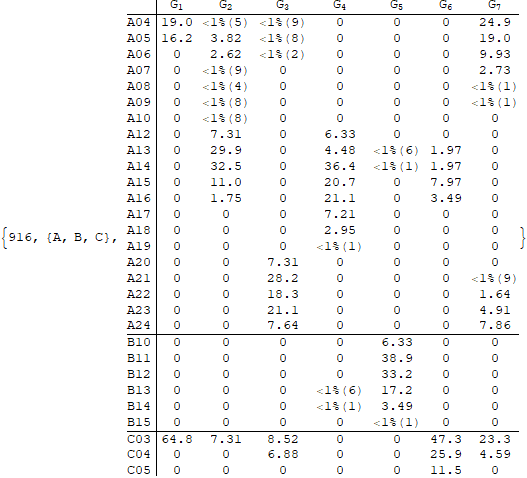 G₁ G₂ G₃ G₄ G₅ G₆ G₇
A04 19.0 <1%(5) <1%(9) 0 0 0 24.9
A05 16.2 3.82 <1%(8) 0 0 0 19.0
A06 0 2.62 <1%(2) 0 0 0 9.93
A07 0 <1%(9) 0 0 0 0 2.73
A08 0 <1%(4) 0 0 0 0 <1%(1)
A09 0 <1%(8) 0 0 0 0 <1%(1)
A10 0 <1%(8) 0 0 0 0 0
A12 0 7.31 0 6.33 0 0 0
A13 0 29.9 0 4.48 <1%(6) 1.97 0
A14 0 32.5 0 36.4 <1%(1) 1.97 0
A15 0 11.0 0 20.7 0 7.97 0
A16 0 1.75 0 21.1 0 3.49 0
A17 0 0 0 7.21 0 0 0
A18 0 0 0 2.95 0 0 0
{916, {A, B, C}, A19 0 0 0 <1%(1) 0 0 0 }
A20 0 0 7.31 0 0 0 0
A21 0 0 28.2 0 0 0 <1%(9)
A22 0 0 18.3 0 0 0 1.64
A23 0 0 21.1 0 0 0 4.91
A24 0 0 7.64 0 0 0 7.86
B10 0 0 0 0 6.33 0 0
B11 0 0 0 0 38.9 0 0
B12 0 0 0 0 33.2 0 0
B13 0 0 0 <1%(6) 17.2 0 0
B14 0 0 0 <1%(1) 3.49 0 0
B15 0 0 0 0 <1%(1) 0 0
C03 64.8 7.31 8.52 0 0 47.3 23.3
C04 0 0 6.88 0 0 25.9 4.59
C05 0 0 0 0 0 11.5 0